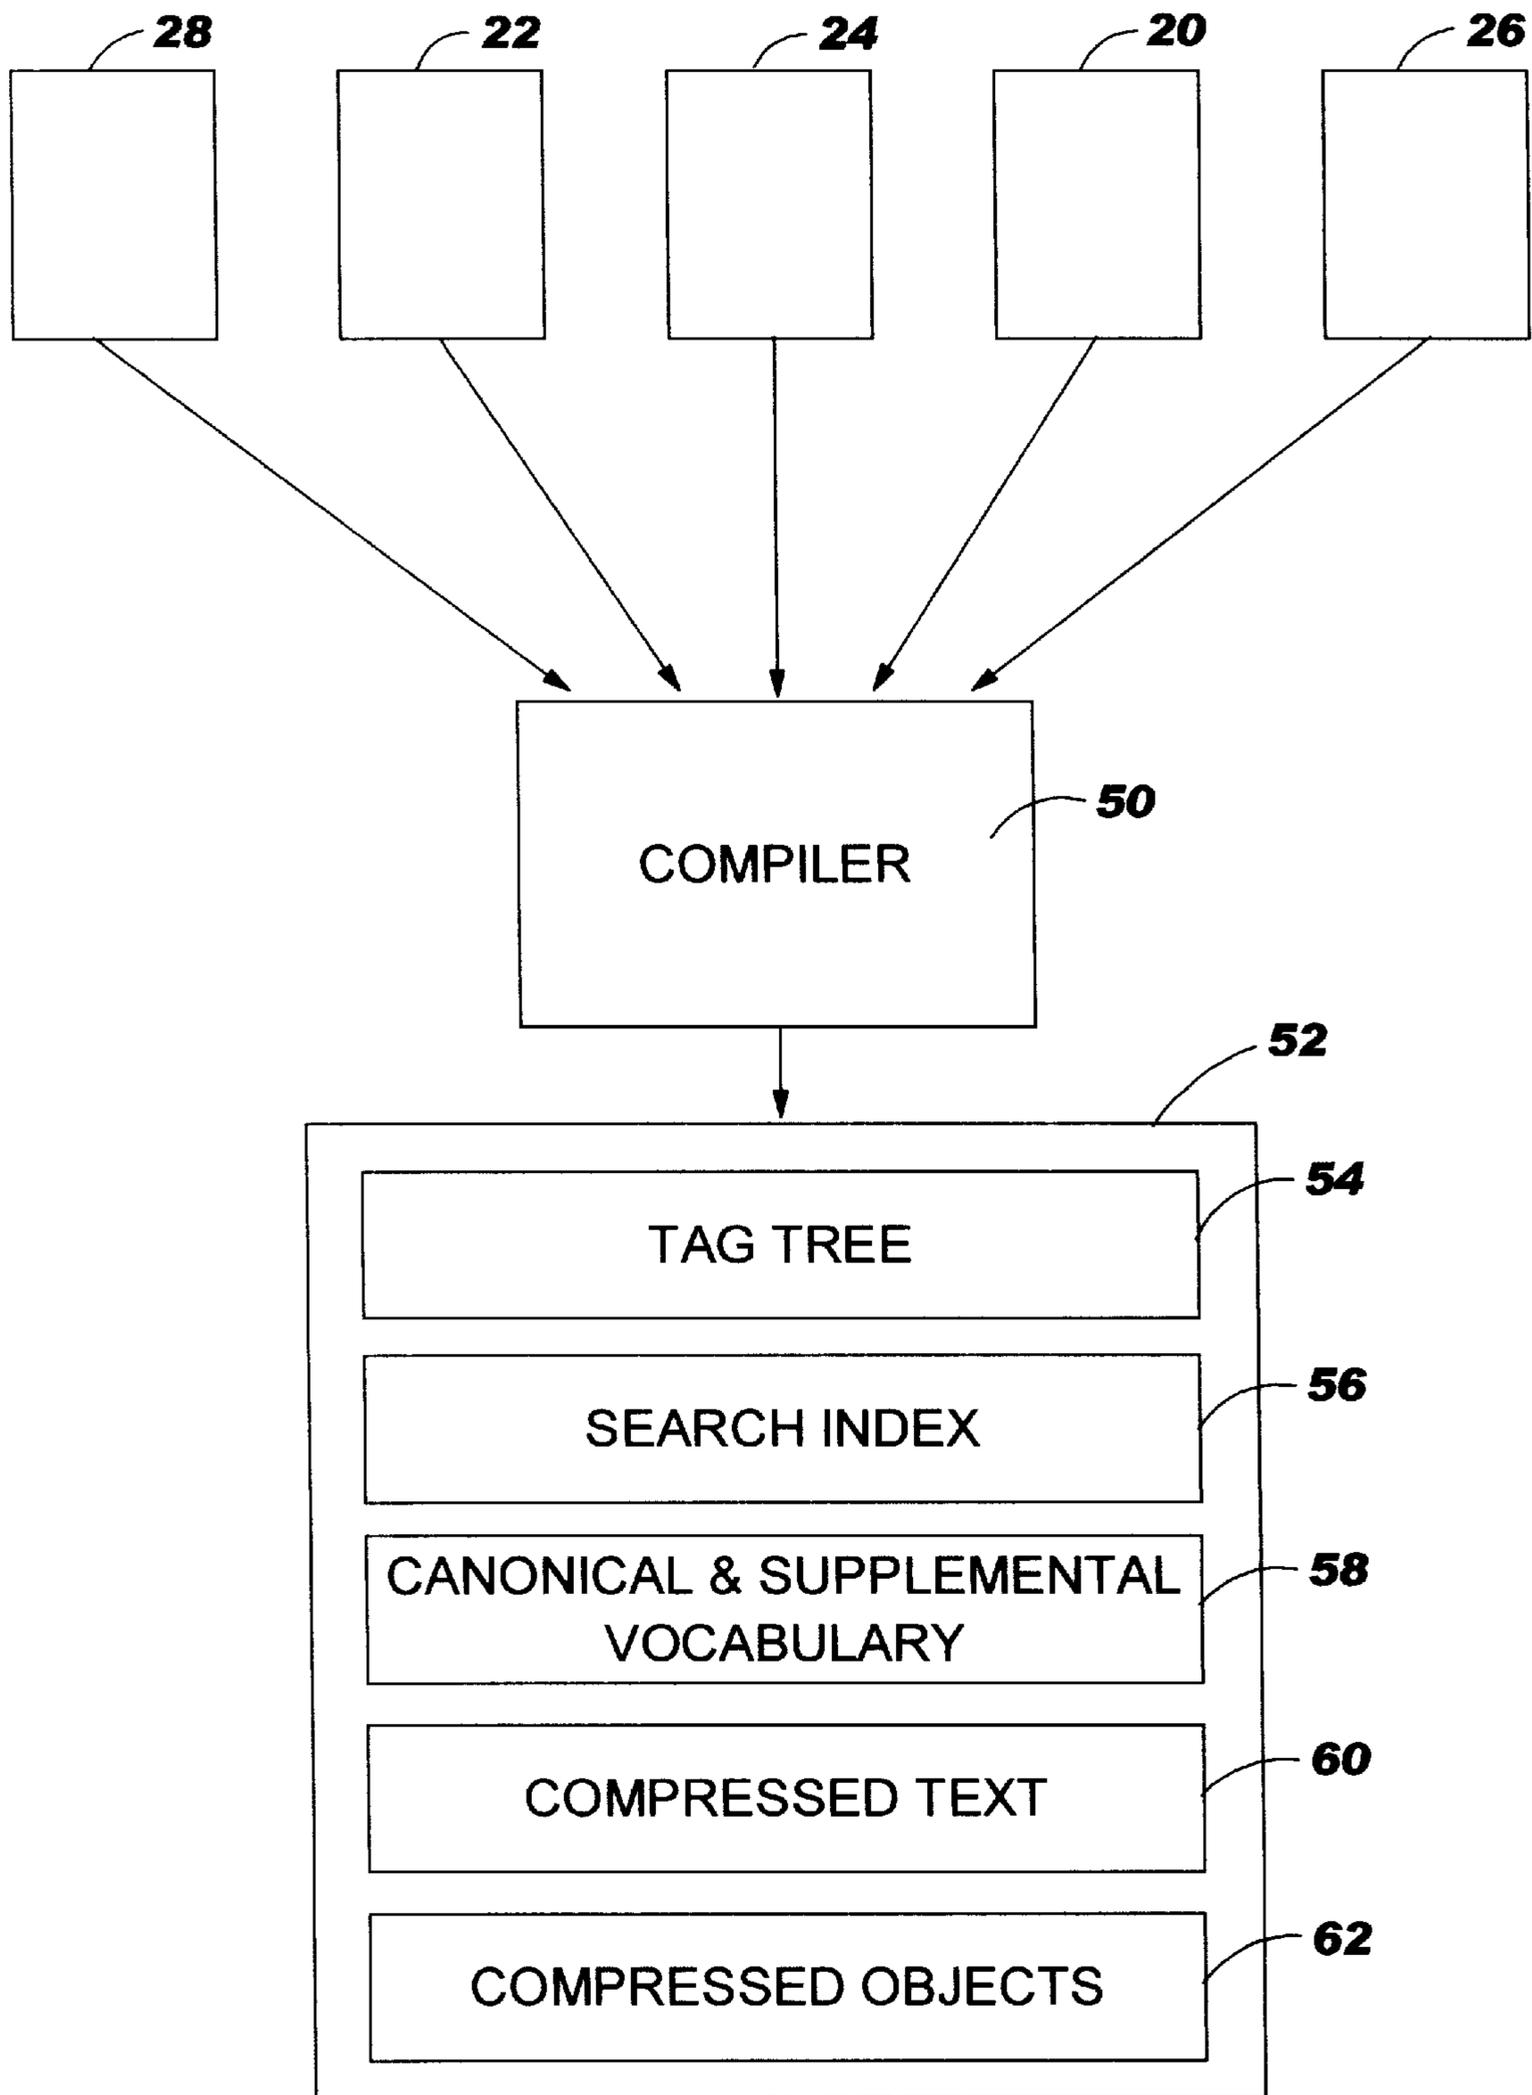 28
22
24
20
26
50
COMPILER
52
54
TAG TREE
56
SEARCH INDEX
CANONICAL & SUPPLEMENTAL
58
VOCABULARY
60
COMPRESSED TEXT
62
COMPRESSED OBJECTS